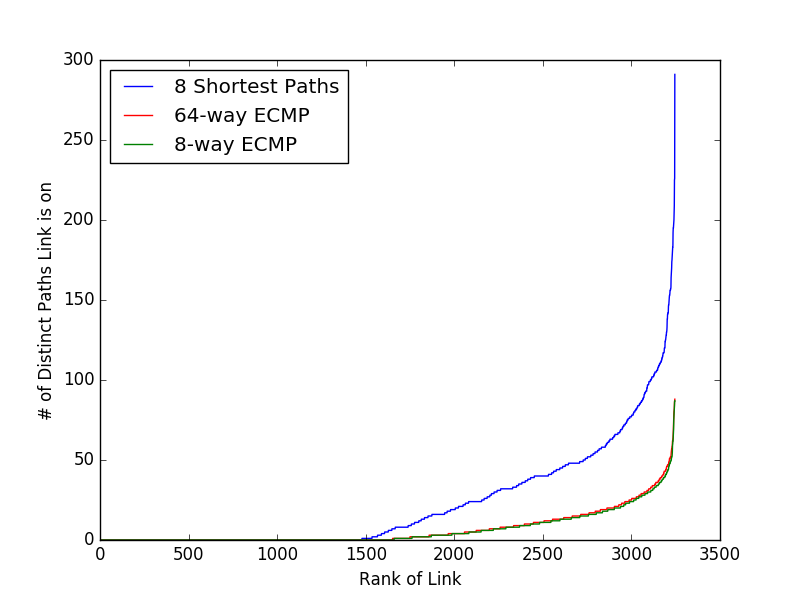 8 Shortest Paths
64-way ECMP
8-way ECMP
# of Distinct Paths Link is on
300
250
200
150
100
50
0
0 500 1000 1500 2000 2500 3000 3500
Rank of Link